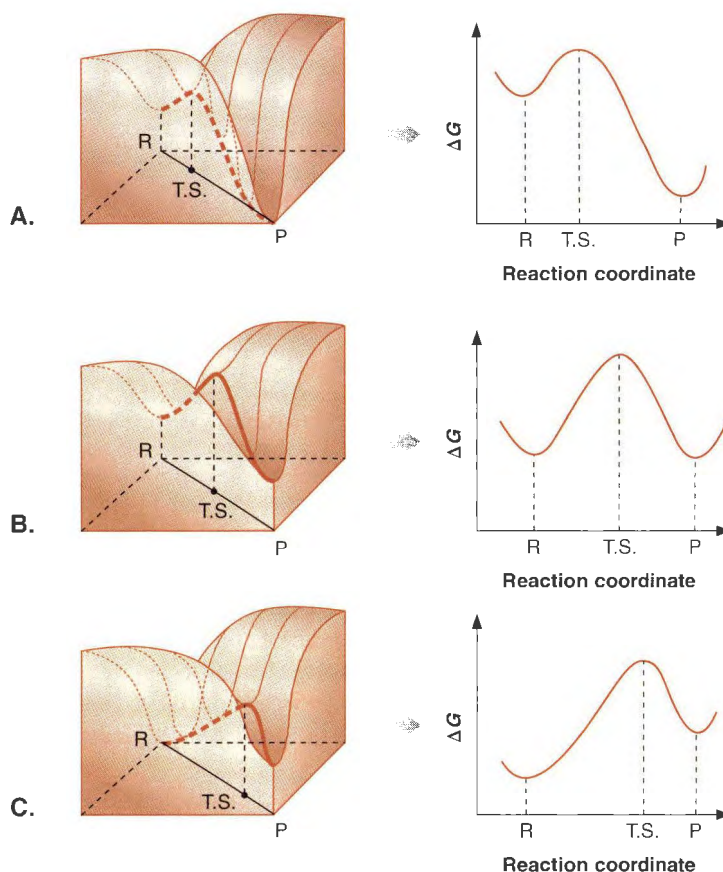 A.
R
T.S.
P
ΔG
R T.S. P
Reaction coordinate
B.
R
T.S.
P
ΔG
R T.S. P
Reaction coordinate
C.
R
T.S.
P
ΔG
R T.S. P
Reaction coordinate